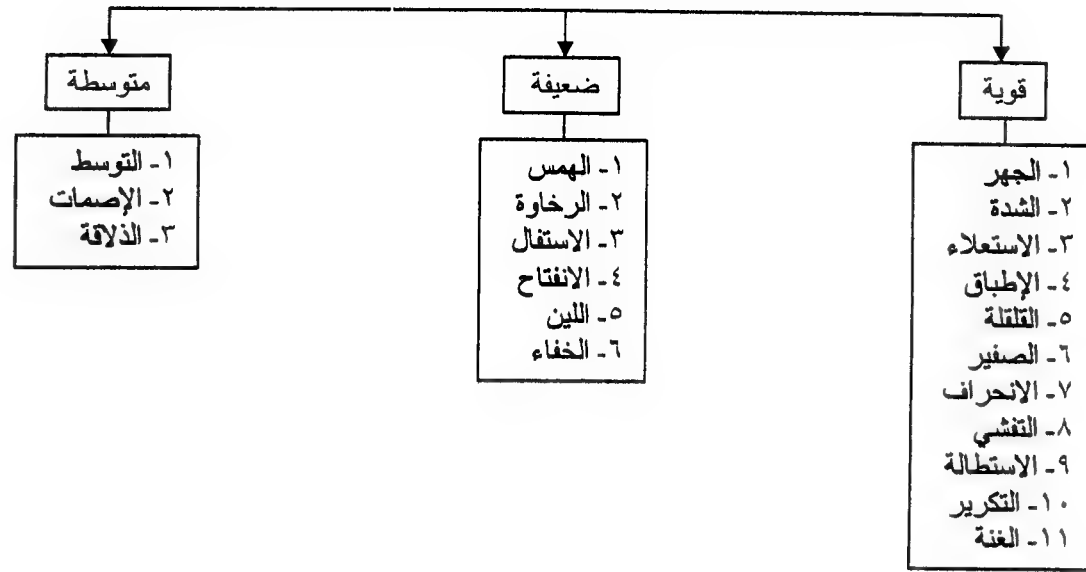 قوية
١- الجهر
٢- الشدة
٣- الإستعلاء
٤- الإطباق
٥- القلقلة
٦- الصفير
٧- الانحراف
٨- التفشي
٩- الاستطالة
١٠- التكرير
١١- الغنة
ضعيفة
١- الهمس
٢- الرخاوة
٣- الاستفال
٤- الانفتاح
٥- اللين
٦- الخفاء
متوسطة
١- التوسط
٢- الإصمات
٣- الذلاقة